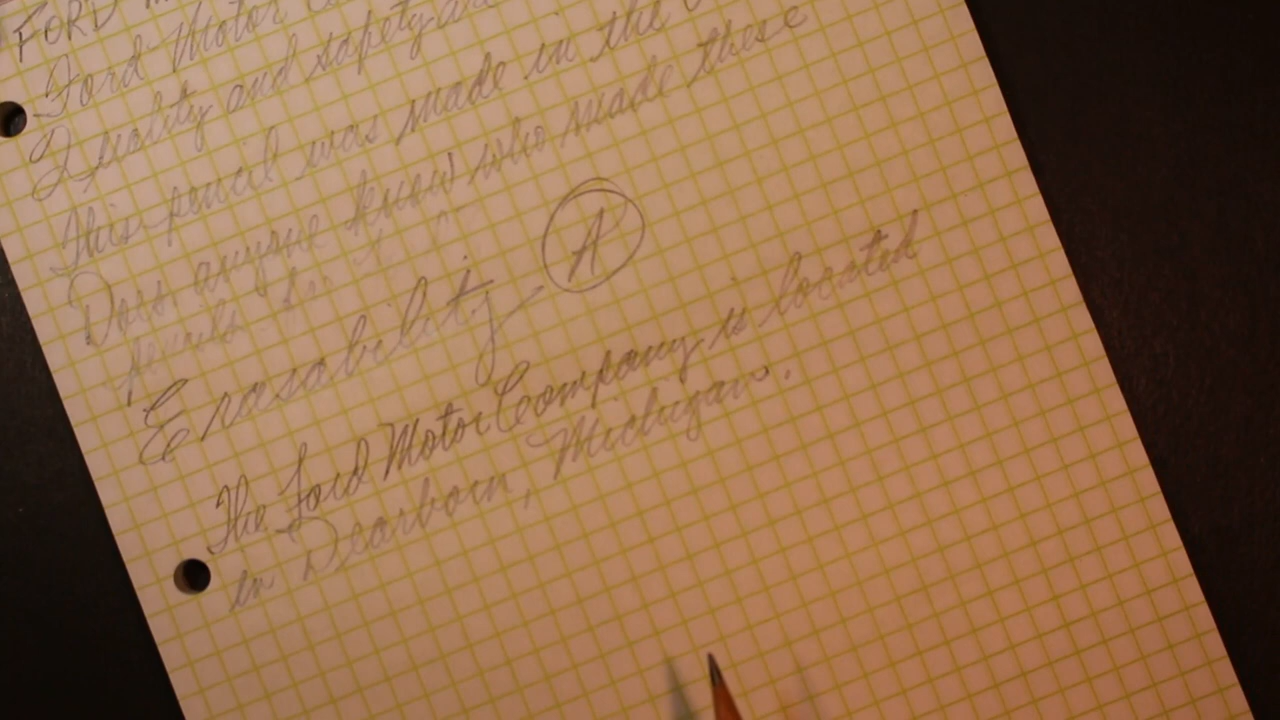 FORD
Ford Motor
Quality and safety are
This pencil was made in the
Does anyone know who made these
pencils for
Erasability A
The Ford Motor Company is located
in Dearborn, Michigan.